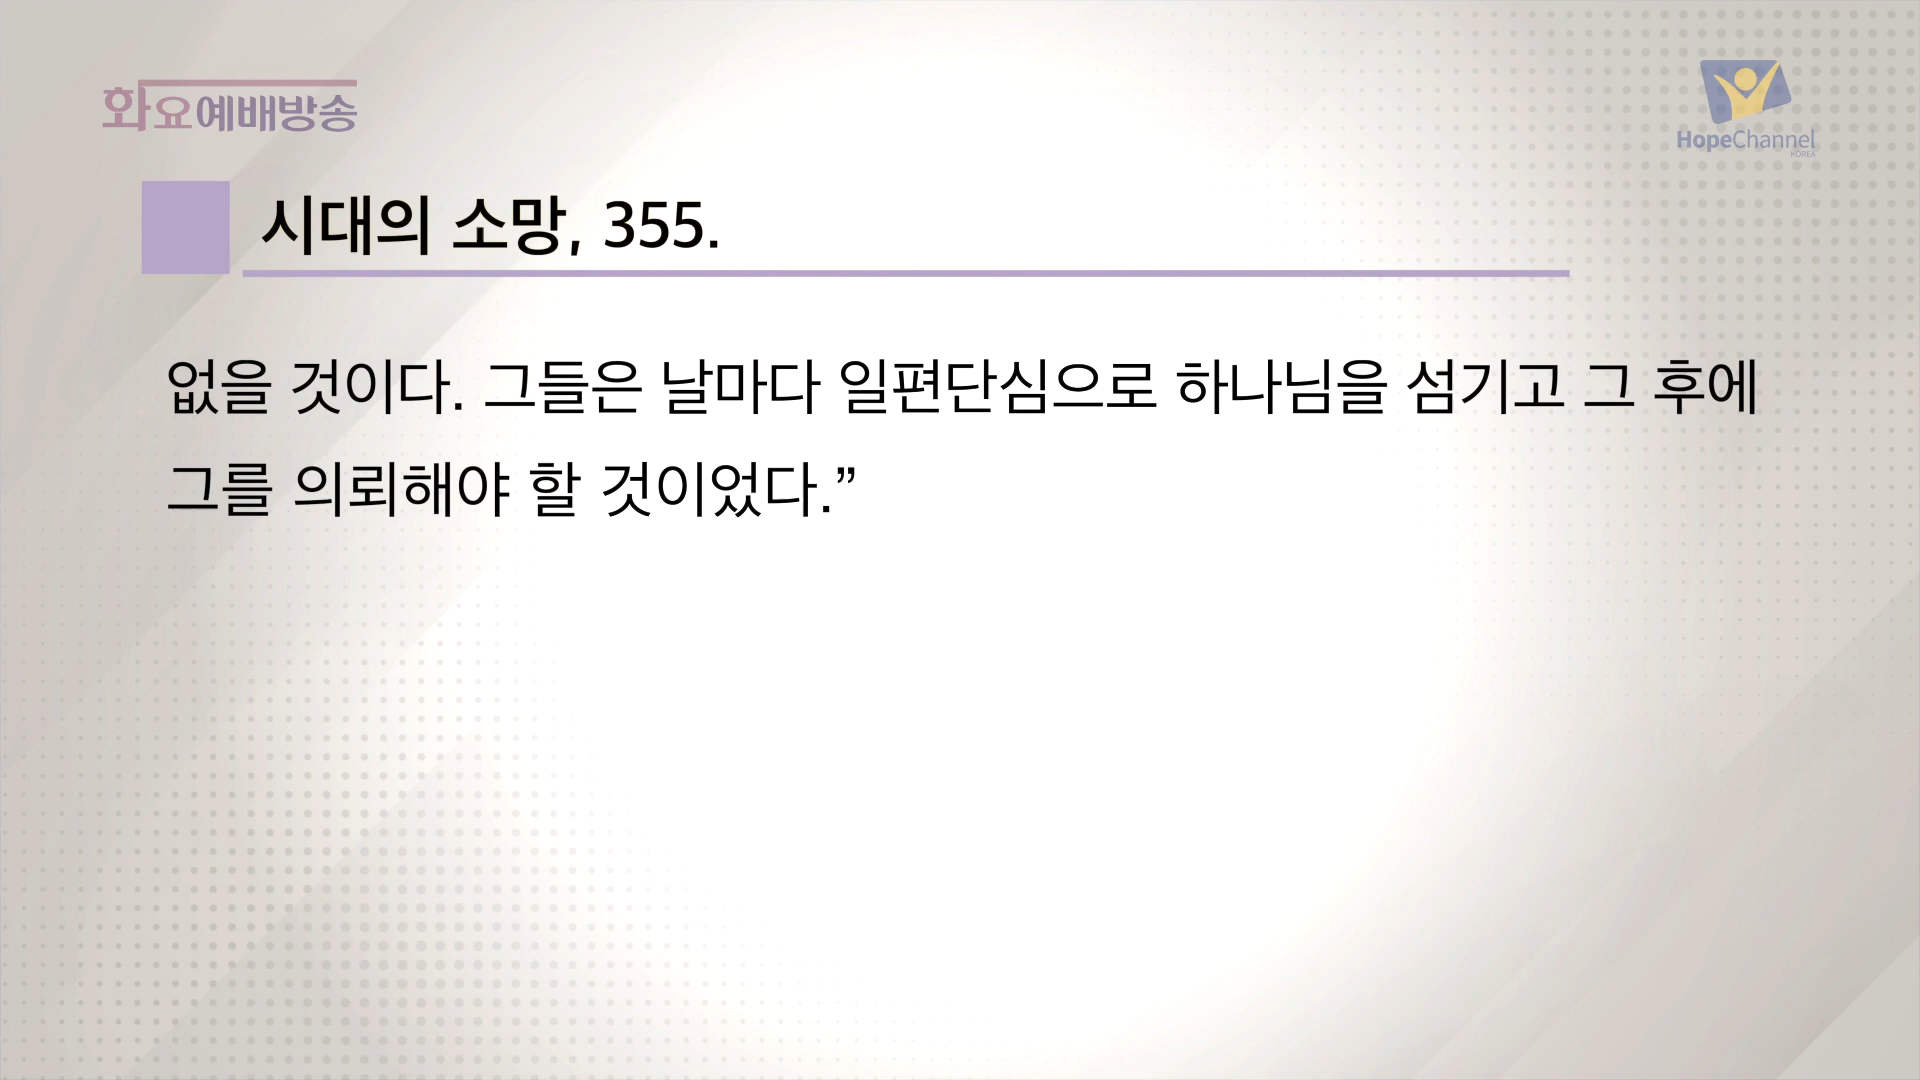 화요예배방송
HopeChannel
KOREA
시대의 소망, 355.
없을 것이다. 그들은 날마다 일편단심으로 하나님을 섬기고 그 후에
그를 의뢰해야 할 것이었다.”